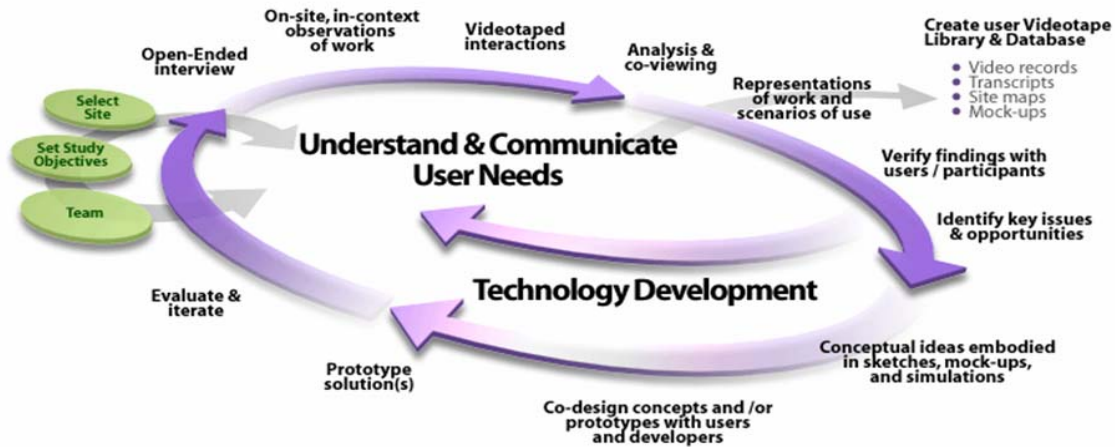 On-site, in-context
observations
of work
Videotaped
interactions
Open-Ended
interview
Analysis &
co-viewing
Create user Videotape
Library & Database
• Video records
• Transcripts
• Site maps
• Mock-ups
Representations
of work and
scenarios of use
Select
Site
Set Study
Objectives
Team
Understand & Communicate
User Needs
Verify findings with
users / participants
Identify key issues
& opportunities
Technology Development
Evaluate &
iterate
Prototype
solution(s)
Conceptual ideas embodied
in sketches, mock-ups,
and simulations
Co-design concepts and /or
prototypes with users
and developers